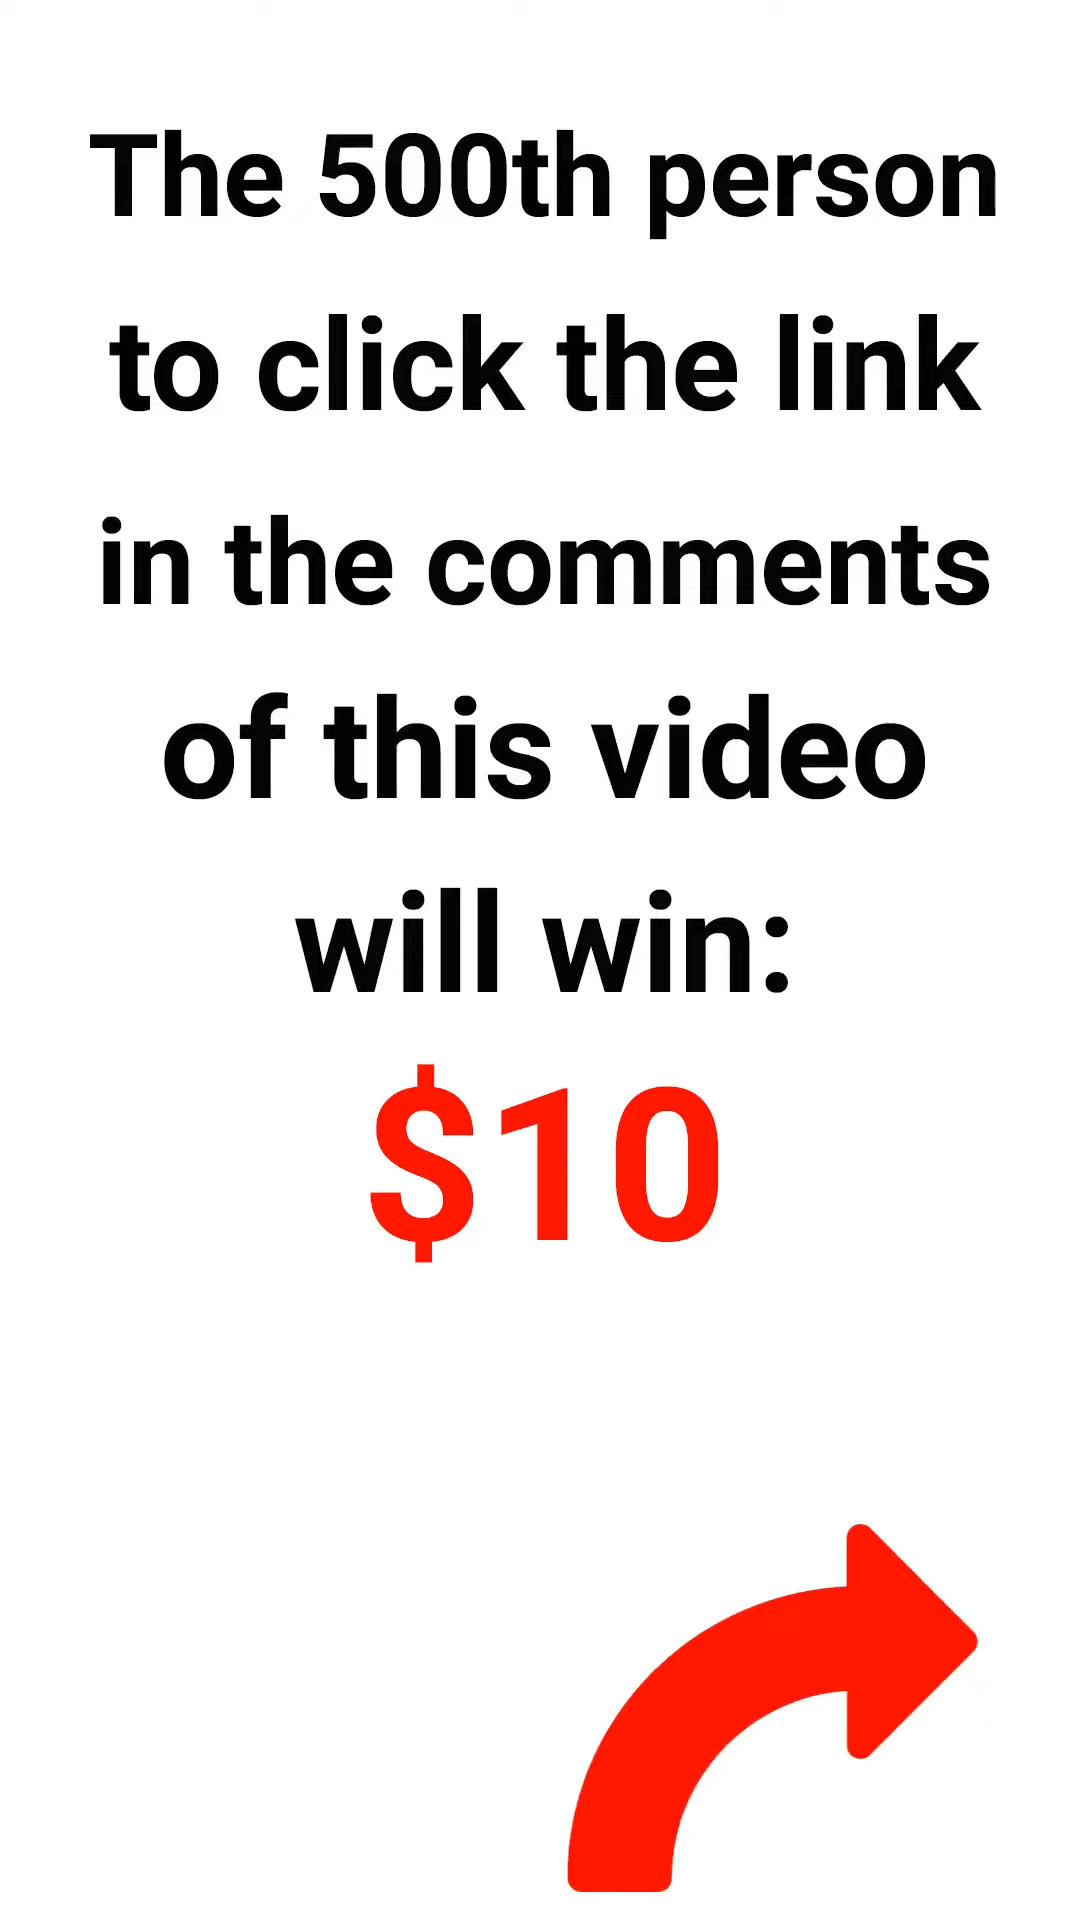 The 500th person
to click the link
in the comments
of this video
will win:
$10